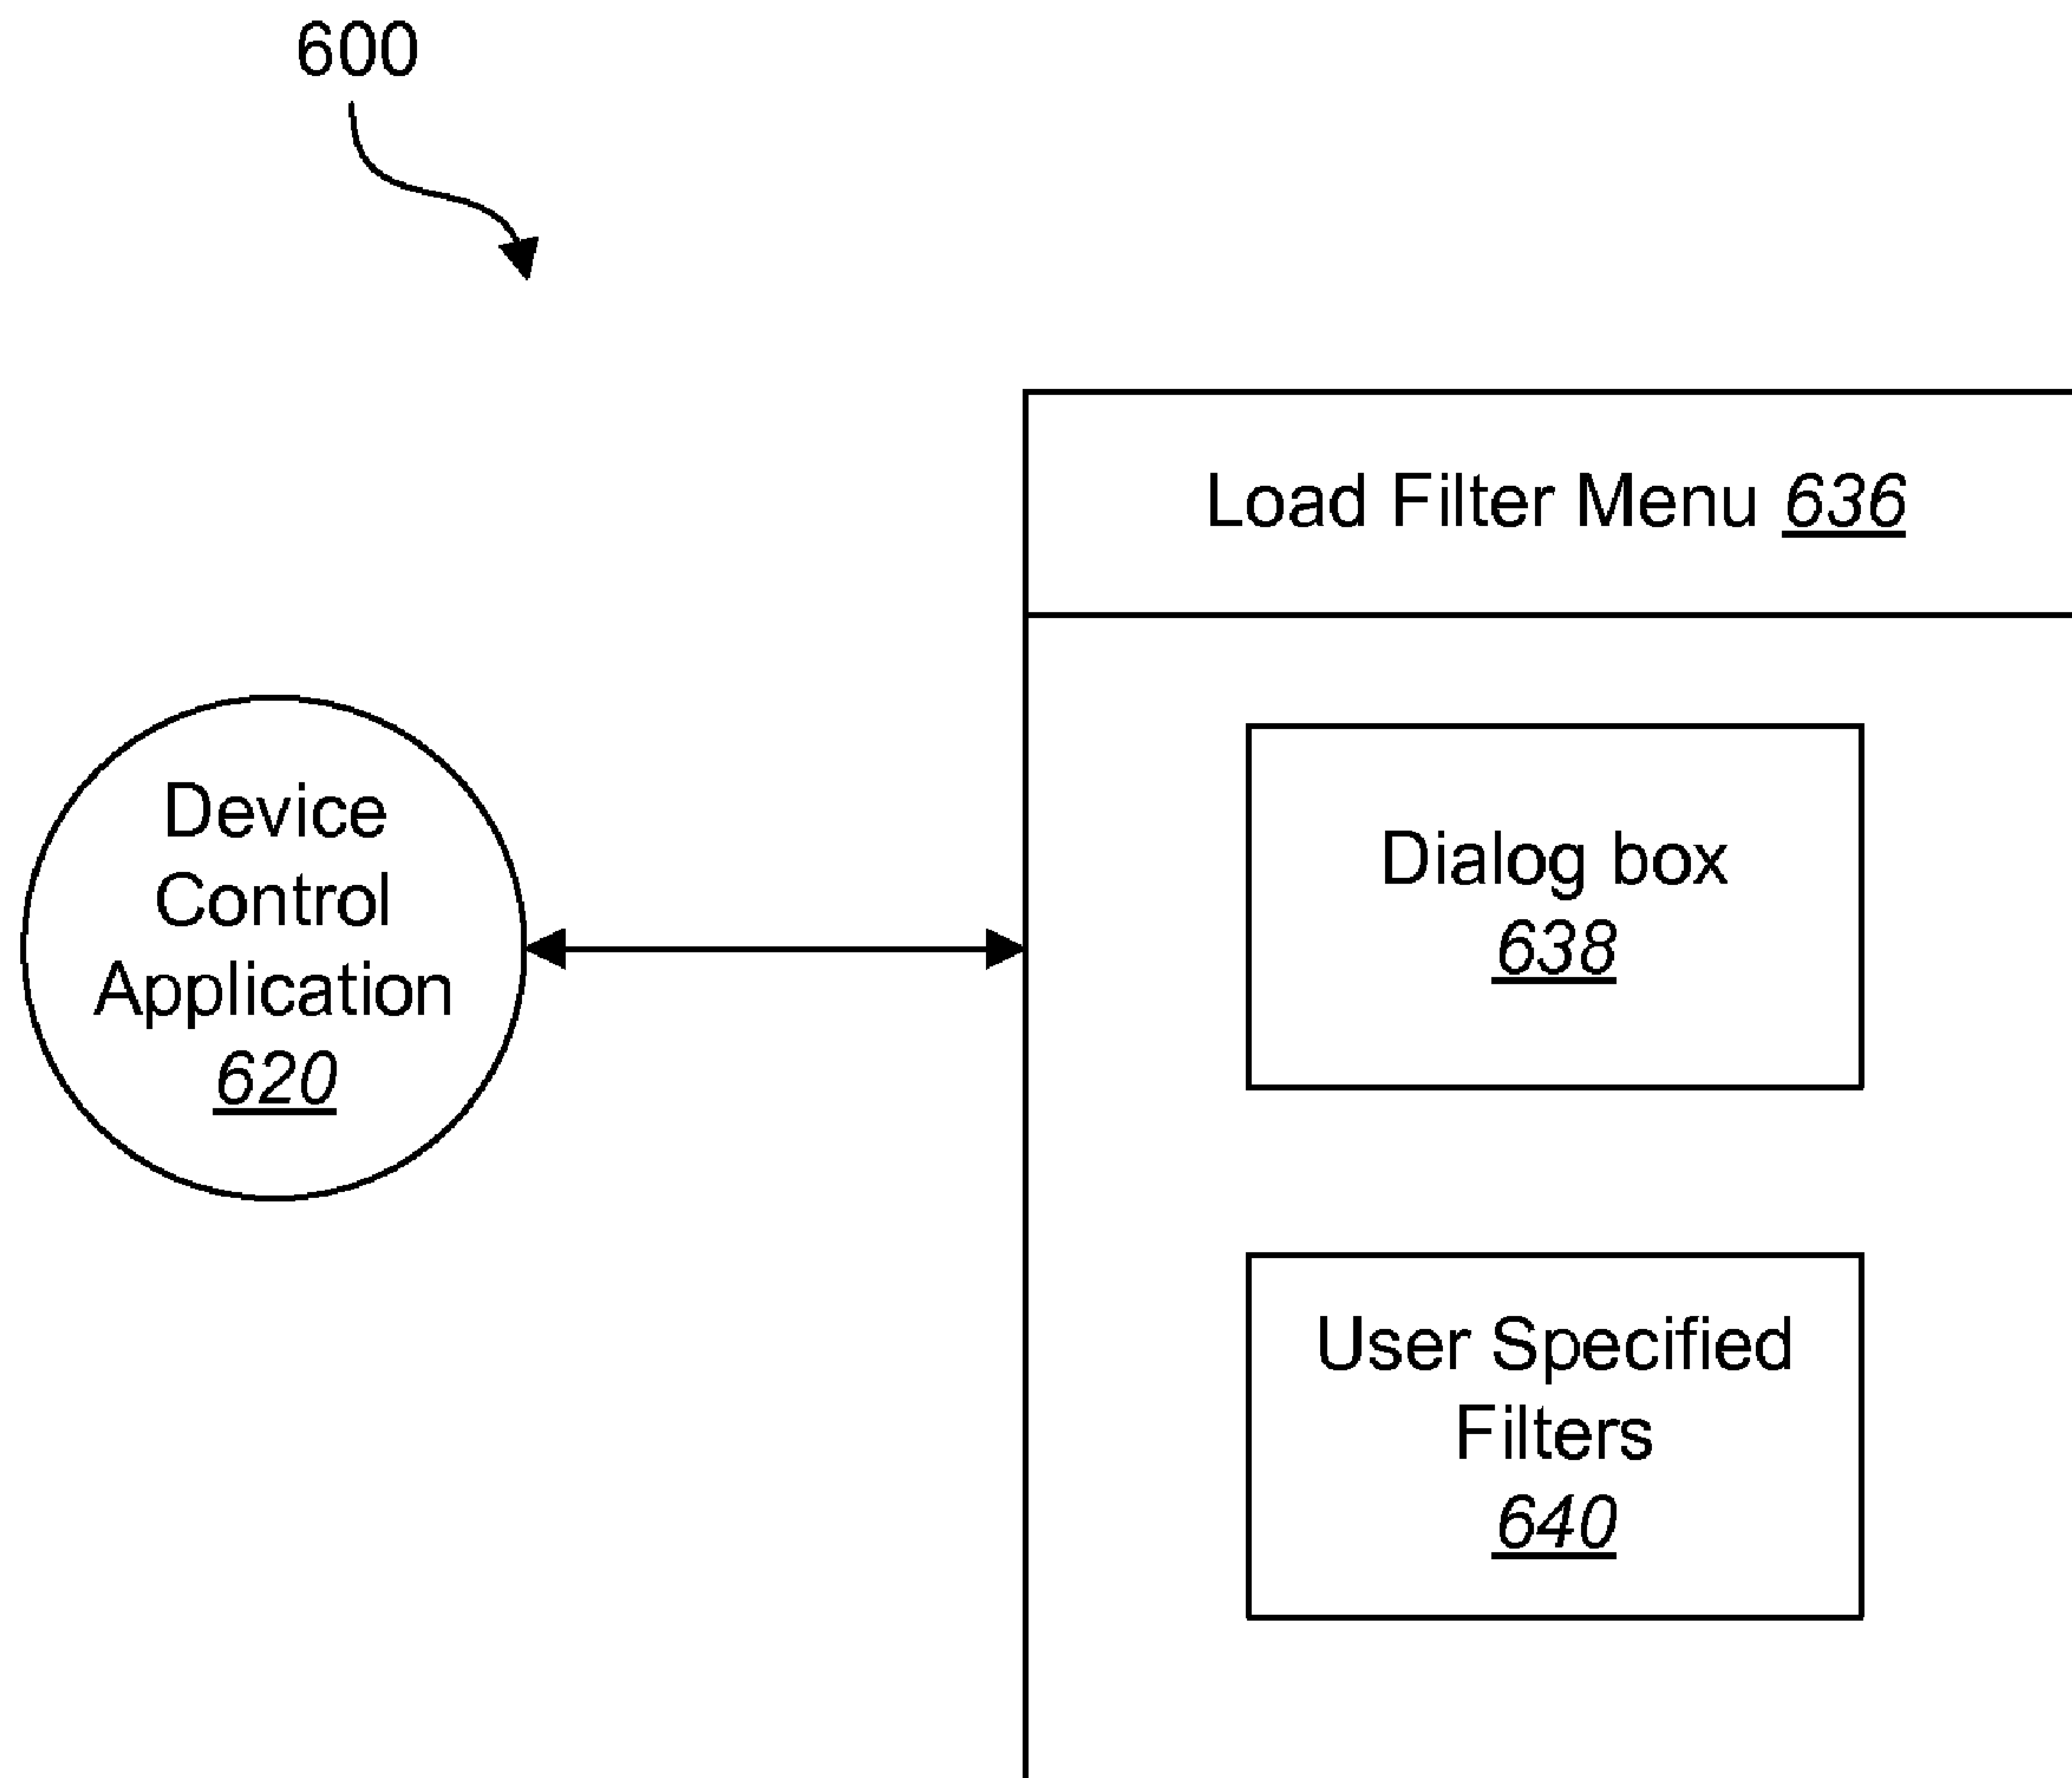 600
Load Filter Menu 636
Device
Control
Application
620
Dialog box
638
User Specified
Filters
640